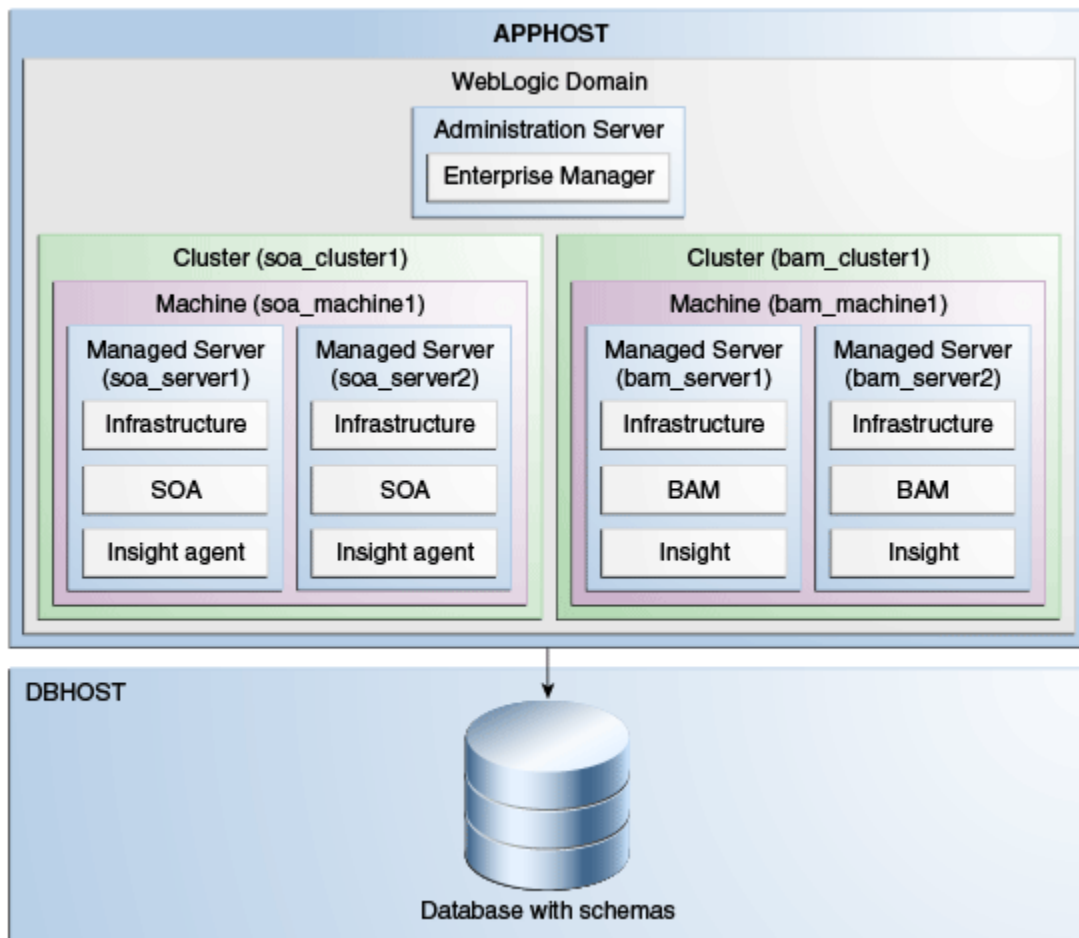 APPHOST
WebLogic Domain
Administration Server
Enterprise Manager
Cluster (soa_cluster1)
Machine (soa_machine1)
Managed Server
(soa_server1)
Infrastructure
SOA
Insight agent
Managed Server
(soa_server2)
Infrastructure
SOA
Insight agent
Cluster (bam_cluster1)
Machine (bam_machine1)
Managed Server
(bam_server1)
Infrastructure
BAM
Insight
Managed Server
(bam_server2)
Infrastructure
BAM
Insight
DBHOST
Database with schemas